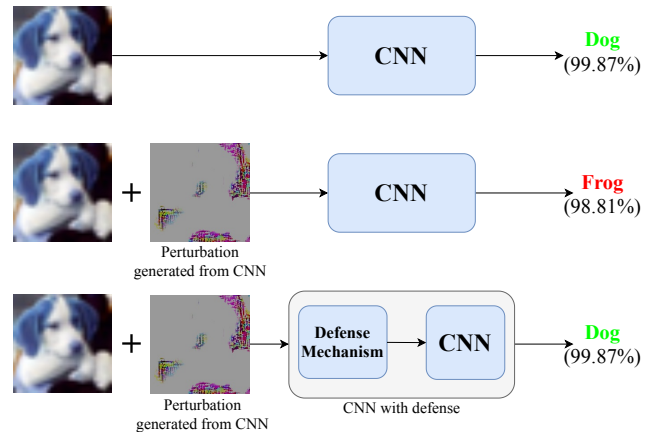 CNN
Dog
(99.87%)
+
CNN
Frog
(98.81%)
Perturbation
generated from CNN
+
Defense
Mechanism
CNN
Dog
(99.87%)
Perturbation
generated from CNN
CNN with defense